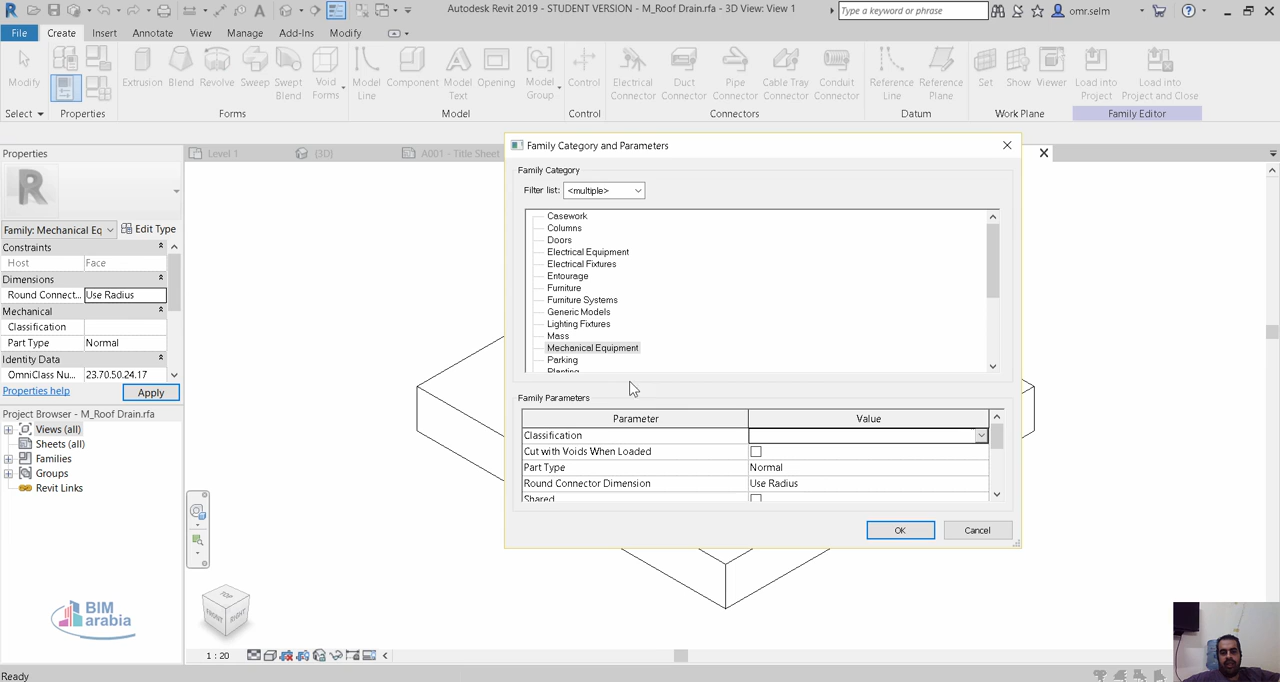 Autodesk Revit 2019 - STUDENT VERSION - M_Roof Drain.rfa - 3D View: View 1
Type a keyword or phrase
omr.selm
File Create Insert Annotate View Manage Add-Ins Modify
Modify
Extrusion Blend Revolve Sweep Swept Blend Void Forms
Model Line Component Model Text Opening Model Group
Control
Electrical Connector Duct Connector Pipe Connector Cable Tray Connector Conduit Connector
Reference Line Reference Plane
Set Show Viewer
Load into Project Load into Project and Close
Select Properties Forms Model Control Connectors Datum Work Plane Family Editor
Properties
Level 1 (3D) A001 - Title Sheet
Family: Mechanical Eq Edit Type
Constraints
Host Face
Dimensions
Round Connect... Use Radius
Mechanical
Classification
Part Type Normal
Identity Data
OmniClass Nu... 23.70.50.24.17
Properties help Apply
Project Browser - M_Roof Drain.rfa
Views (all)
Sheets (all)
Families
Groups
Revit Links
Family Category and Parameters
Family Category
Filter list: <multiple>
Casework
Columns
Doors
Electrical Equipment
Electrical Fixtures
Entourage
Furniture
Furniture Systems
Generic Models
Lighting Fixtures
Mass
Mechanical Equipment
Parking
Planting
Family Parameters
Parameter Value
Classification
Cut with Voids When Loaded
Part Type Normal
Round Connector Dimension Use Radius
Shared
OK Cancel
TOP
FRONT RIGHT
BIM
arabia
1 : 20
Ready